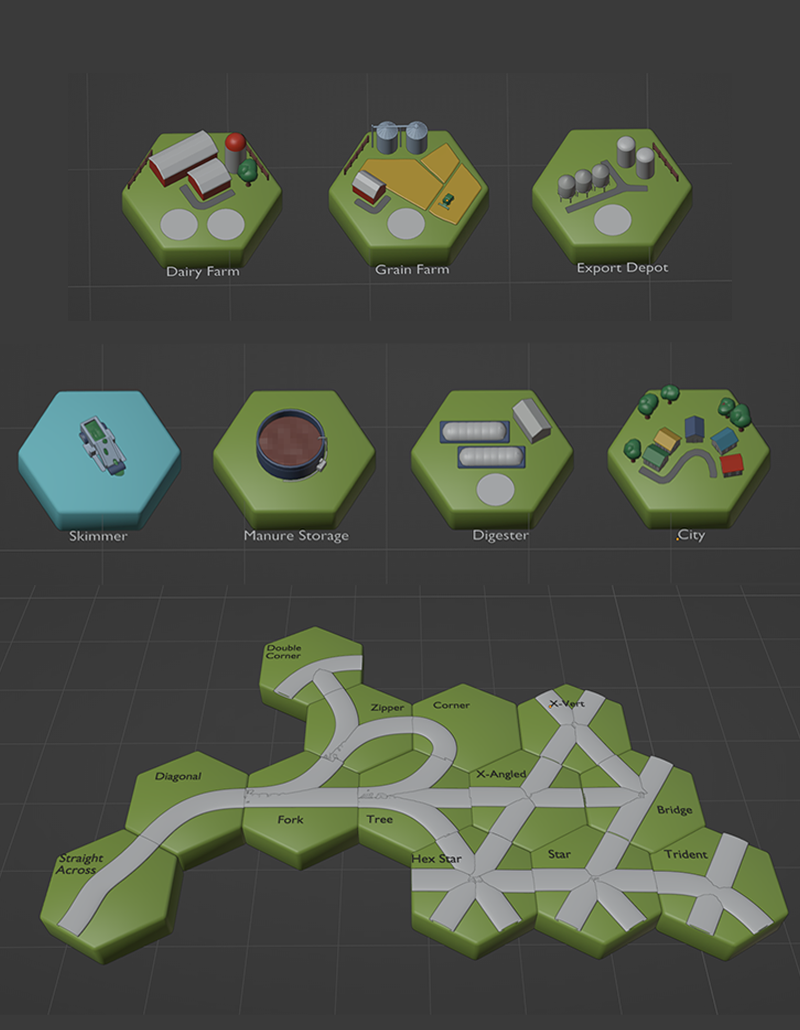 Dairy Farm
Grain Farm
Export Depot
Skimmer
Manure Storage
Digester
City
Double
Corner
Zipper
Corner
X-Vert
Diagonal
X-Angled
Fork
Tree
Bridge
Straight
Across
Hex Star
Star
Trident